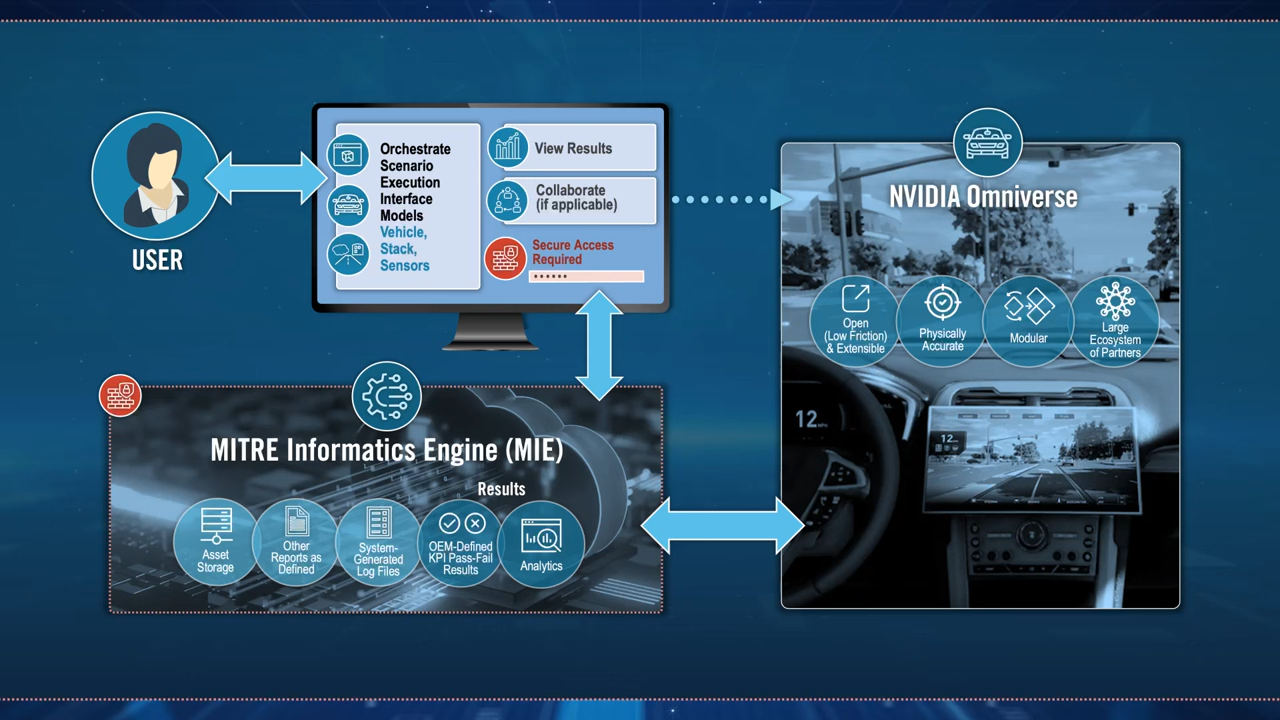 USER
Orchestrate
Scenario
Execution
Interface
Models
Vehicle,
Stack,
Sensors
View Results
Collaborate
(if applicable)
Secure Access
Required
NVIDIA Omniverse
Open
(Low Friction)
& Extensible
Physically
Accurate
Modular
Large
Ecosystem
of Partners
12
12
MITRE Informatics Engine (MIE)
Results
Asset
Storage
Other
Reports as
Defined
System-
Generated
Log Files
OEM-Defined
KPI Pass-Fail
Results
Analytics